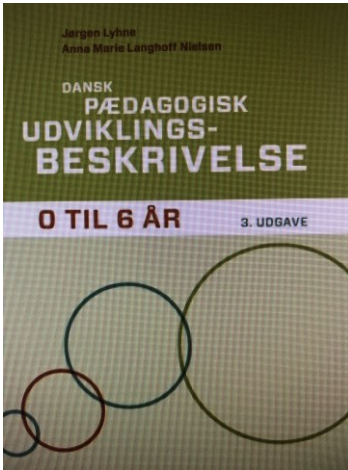 Jørgen Lyhne
Anna Marie Langhoff Nielsen
DANSK
PÆDAGOGISK
UDVIKLINGS-
BESKRIVELSE
0 TIL 6 ÅR 3. UDGAVE